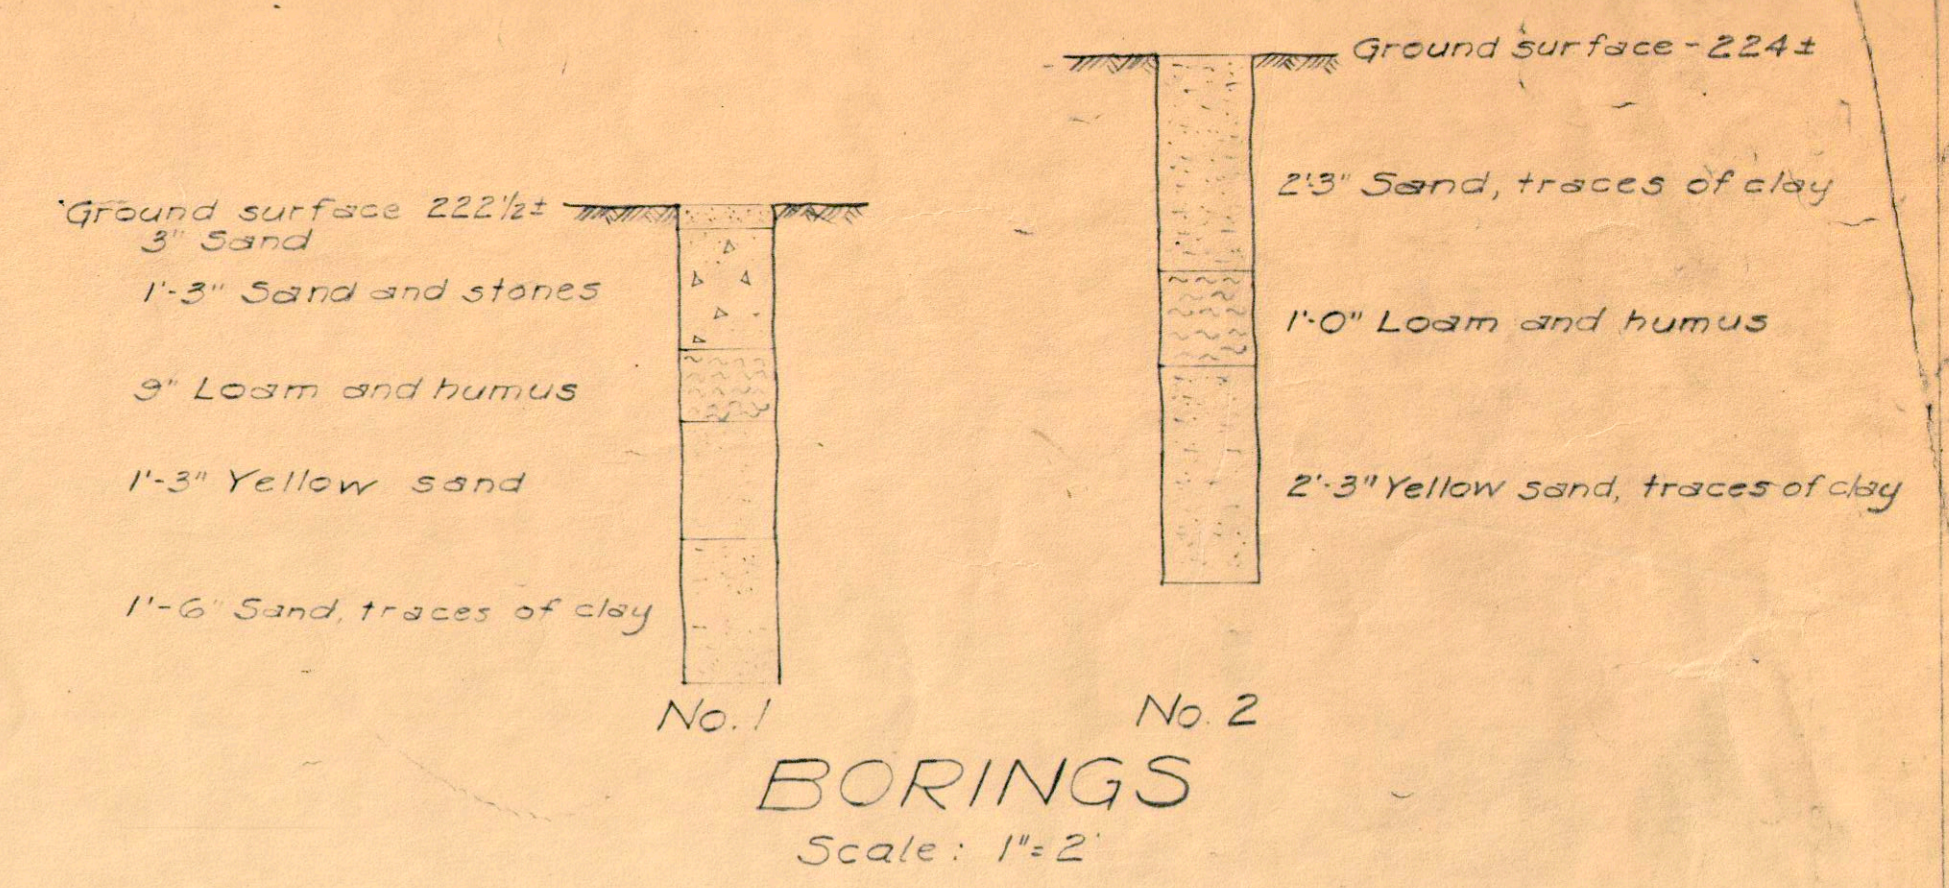 Ground surface 222½±
3" Sand
1'-3" Sand and stones
9" Loam and humus
1'-3" Yellow sand
1'-6" Sand, traces of clay
No. 1
Ground surface - 224±
2'3" Sand, traces of clay
1'-0" Loam and humus
2'-3" Yellow sand, traces of clay
No. 2
BORINGS
Scale: 1"=2'